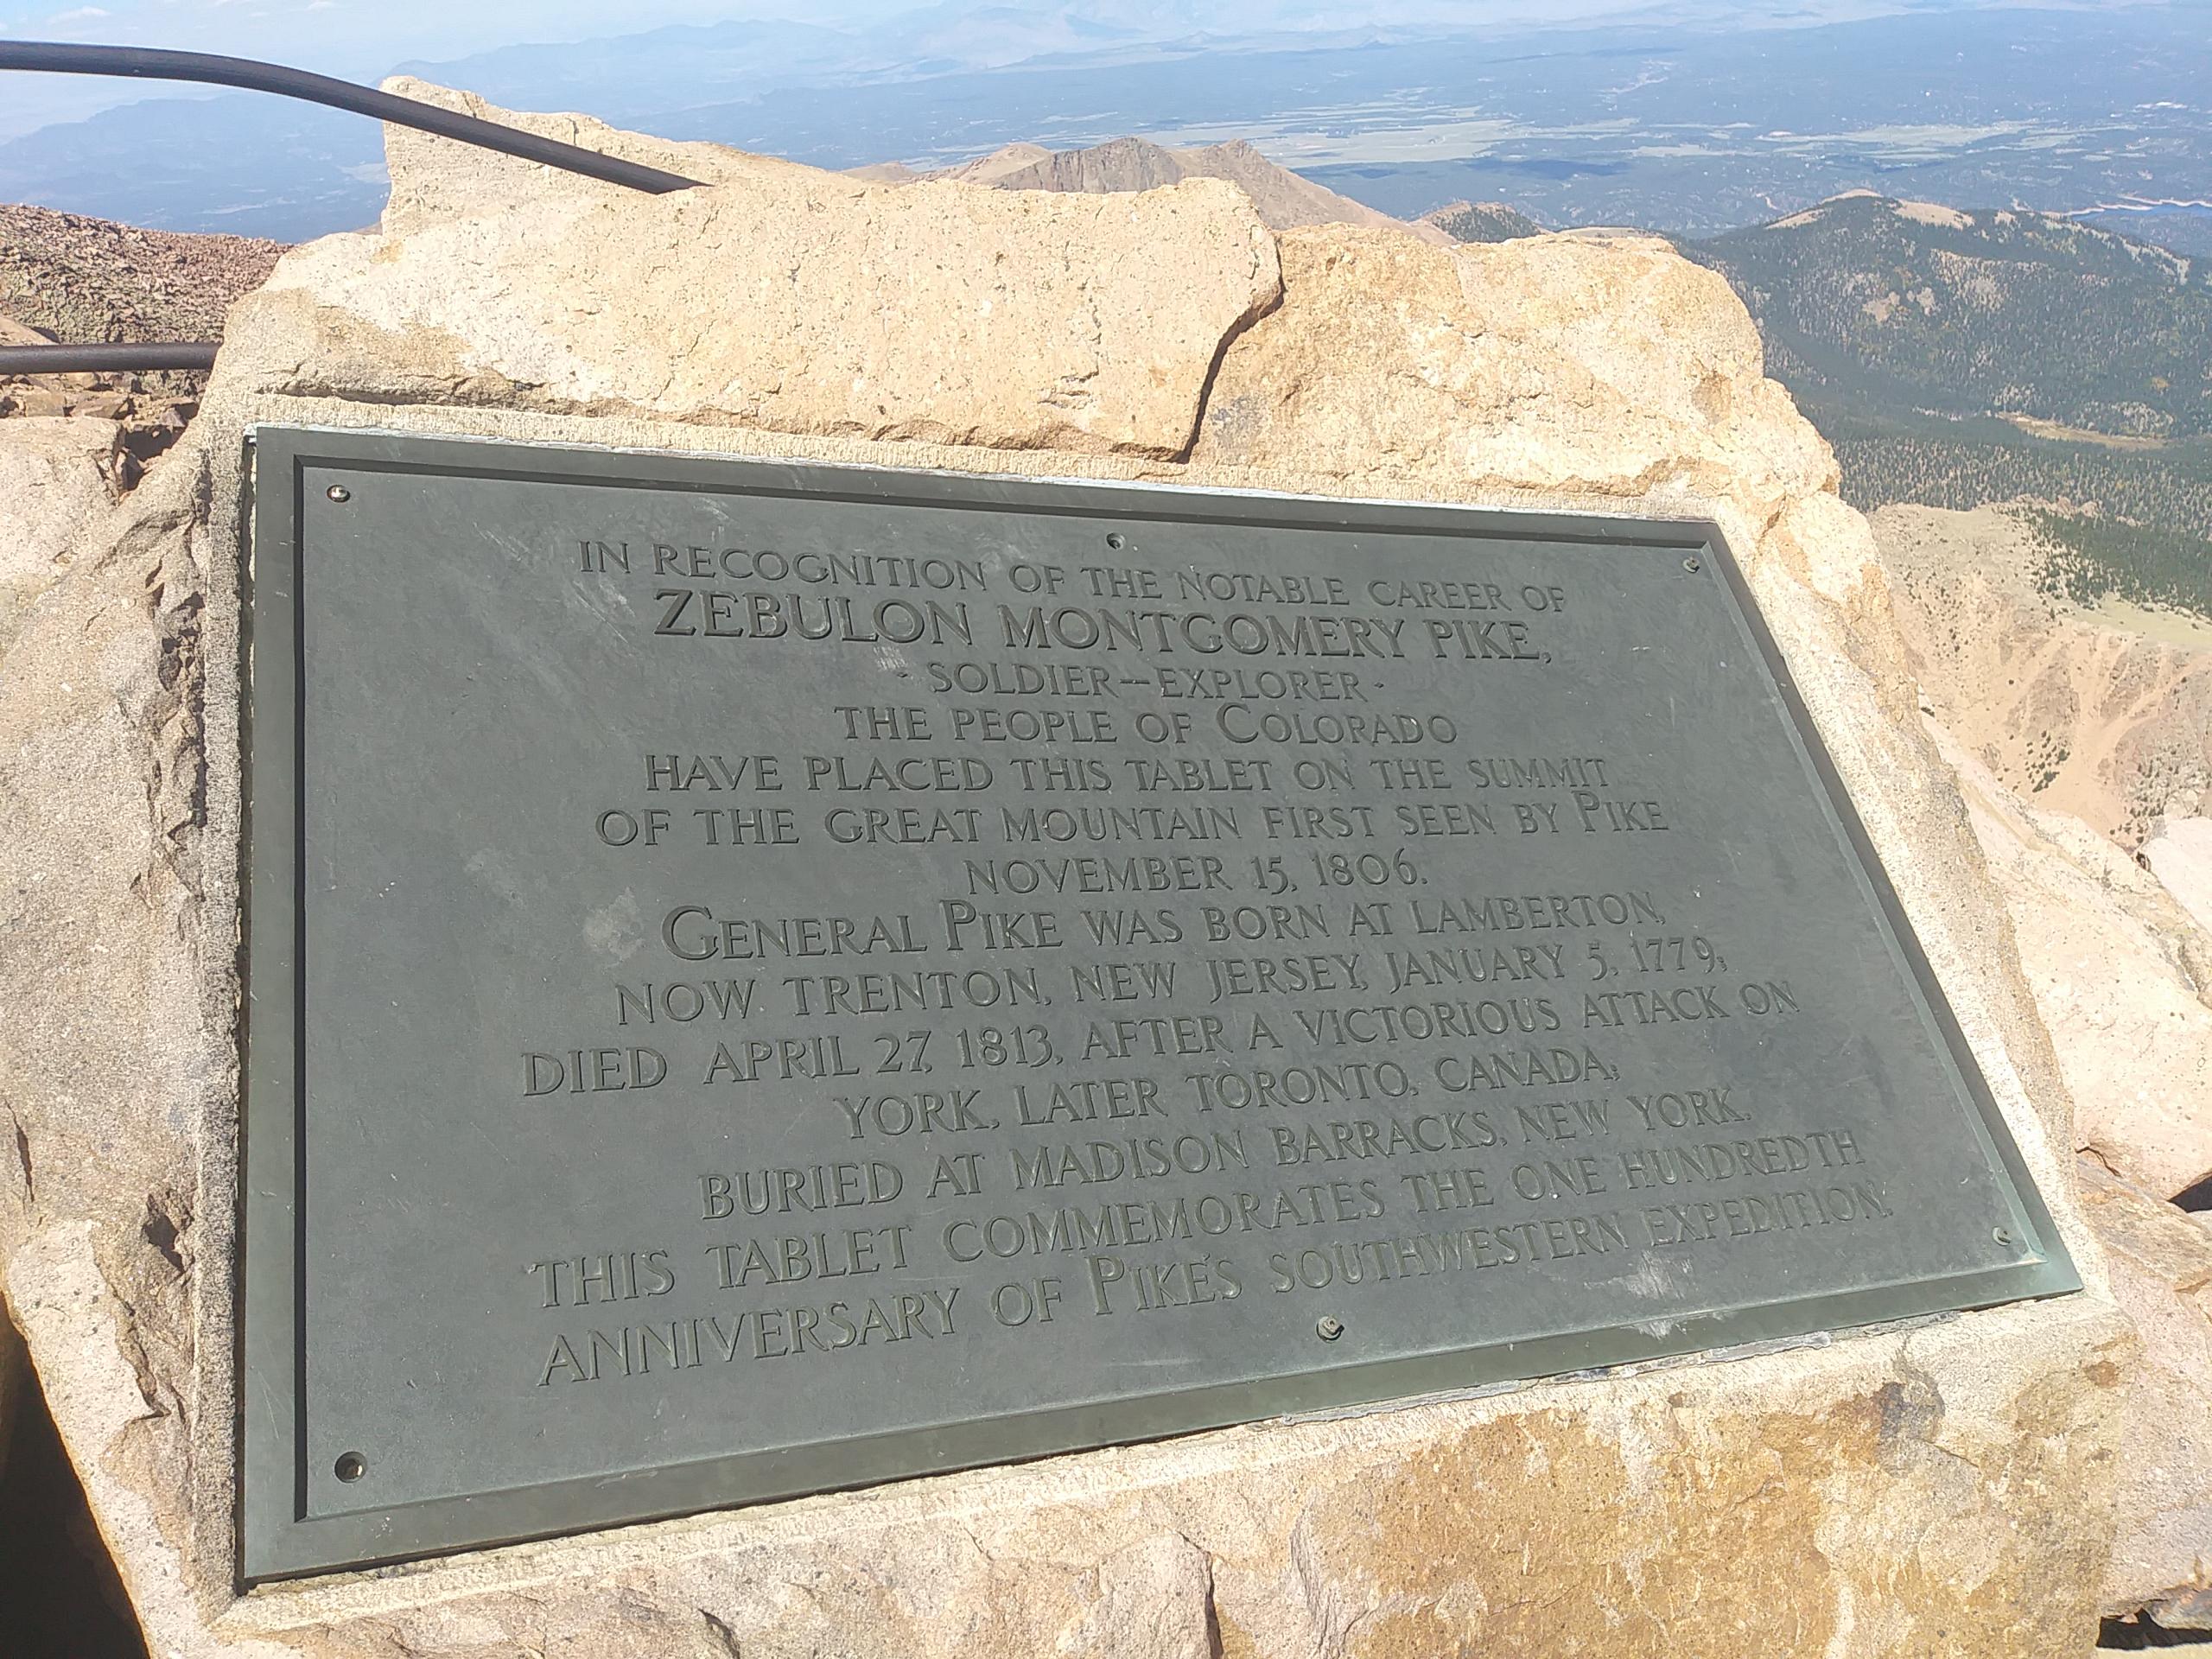 IN RECOGNITION OF THE NOTABLE CAREER OF
ZEBULON MONTGOMERY PIKE,
· SOLDIER—EXPLORER ·
THE PEOPLE OF COLORADO
HAVE PLACED THIS TABLET ON THE SUMMIT
OF THE GREAT MOUNTAIN FIRST SEEN BY PIKE
NOVEMBER 15, 1806.
GENERAL PIKE WAS BORN AT LAMBERTON,
NOW TRENTON, NEW JERSEY, JANUARY 5, 1779,
DIED APRIL 27, 1813, AFTER A VICTORIOUS ATTACK ON
YORK, LATER TORONTO, CANADA;
BURIED AT MADISON BARRACKS, NEW YORK.
THIS TABLET COMMEMORATES THE ONE HUNDREDTH
ANNIVERSARY OF PIKE'S SOUTHWESTERN EXPEDITION.